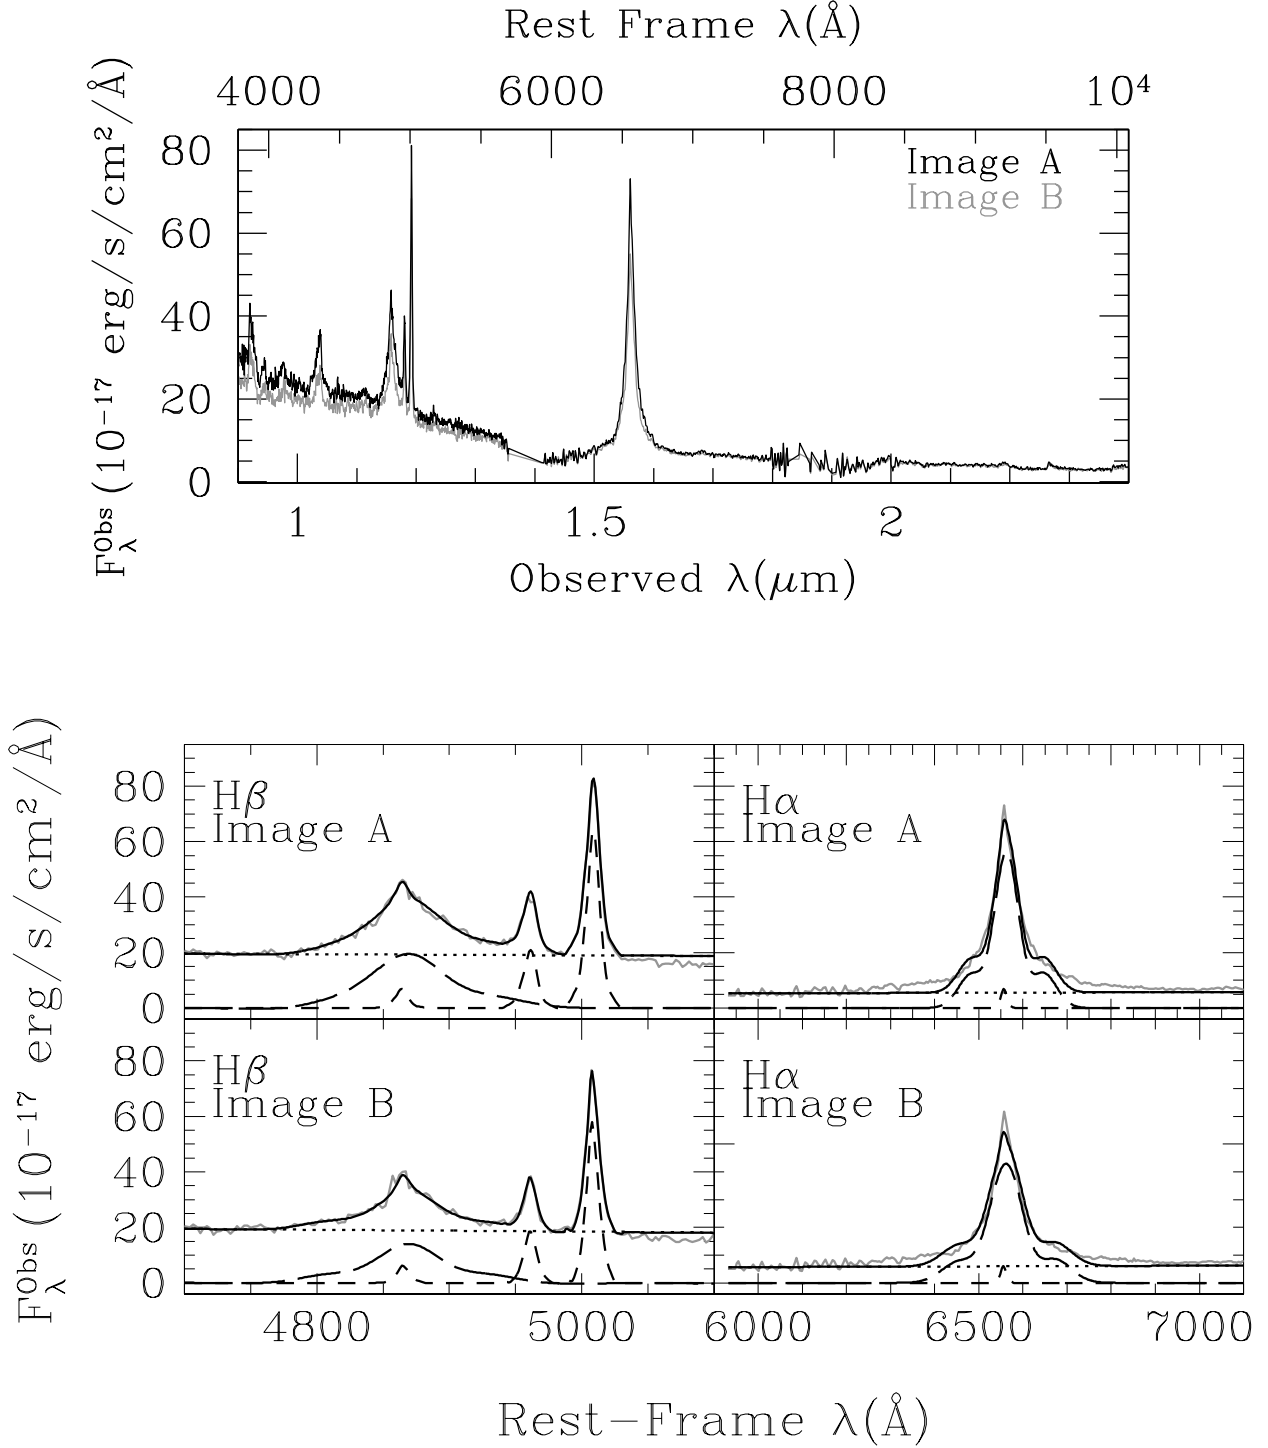 Rest Frame λ(Å)
4000 6000 8000 10⁴
F_λ^Obs (10⁻¹⁷ erg/s/cm²/Å)
80
60
40
20
0
Image A
Image B
1 1.5 2
Observed λ(μm)
F_λ^Obs (10⁻¹⁷ erg/s/cm²/Å)
80
60
40
20
0
Hβ
Image A
Hα
Image A
80
60
40
20
0
Hβ
Image B
Hα
Image B
4800 5000 6000 6500 7000
Rest-Frame λ(Å)